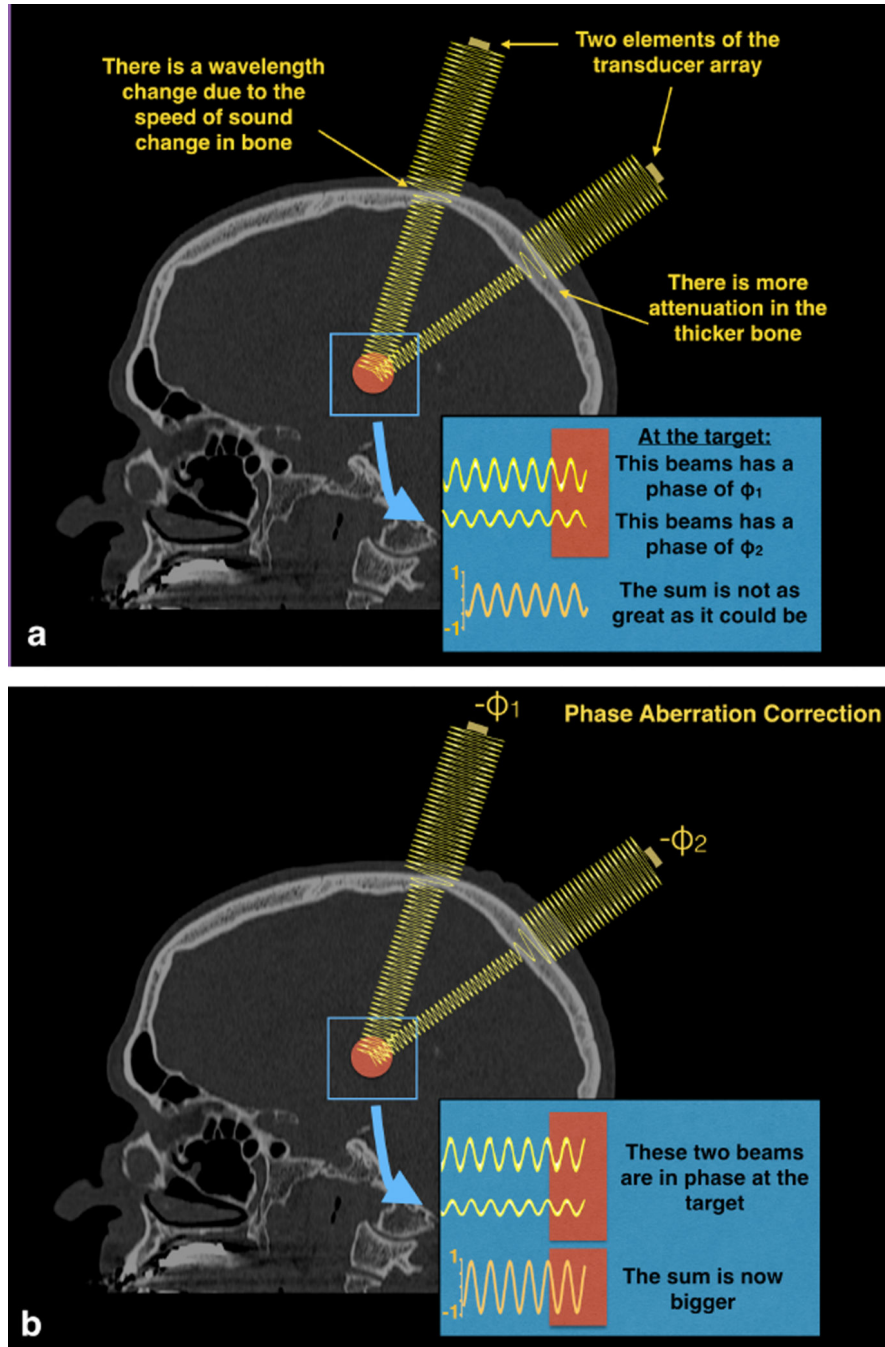 There is a wavelength
change due to the
speed of sound
change in bone
Two elements of the
transducer array
There is more
attenuation in the
thicker bone
At the target:
This beams has a
phase of ϕ1
This beams has a
phase of ϕ2
1
-1
The sum is not as
great as it could be
a
-ϕ1
Phase Aberration Correction
-ϕ2
These two beams
are in phase at the
target
1
-1
The sum is now
bigger
b